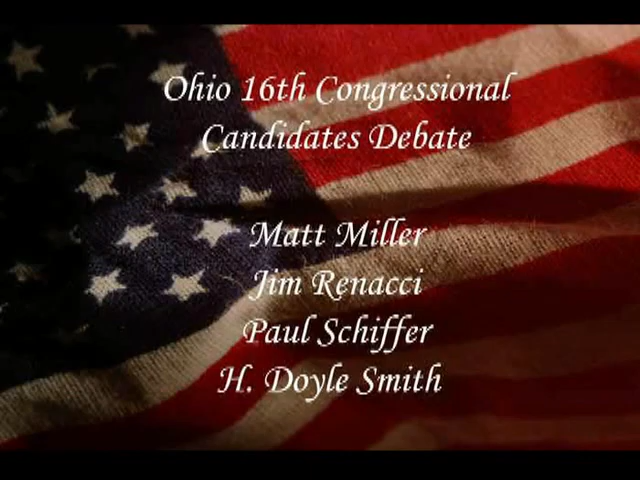 Ohio 16th Congressional
Candidates Debate
Matt Miller
Jim Renacci
Paul Schiffer
H. Doyle Smith